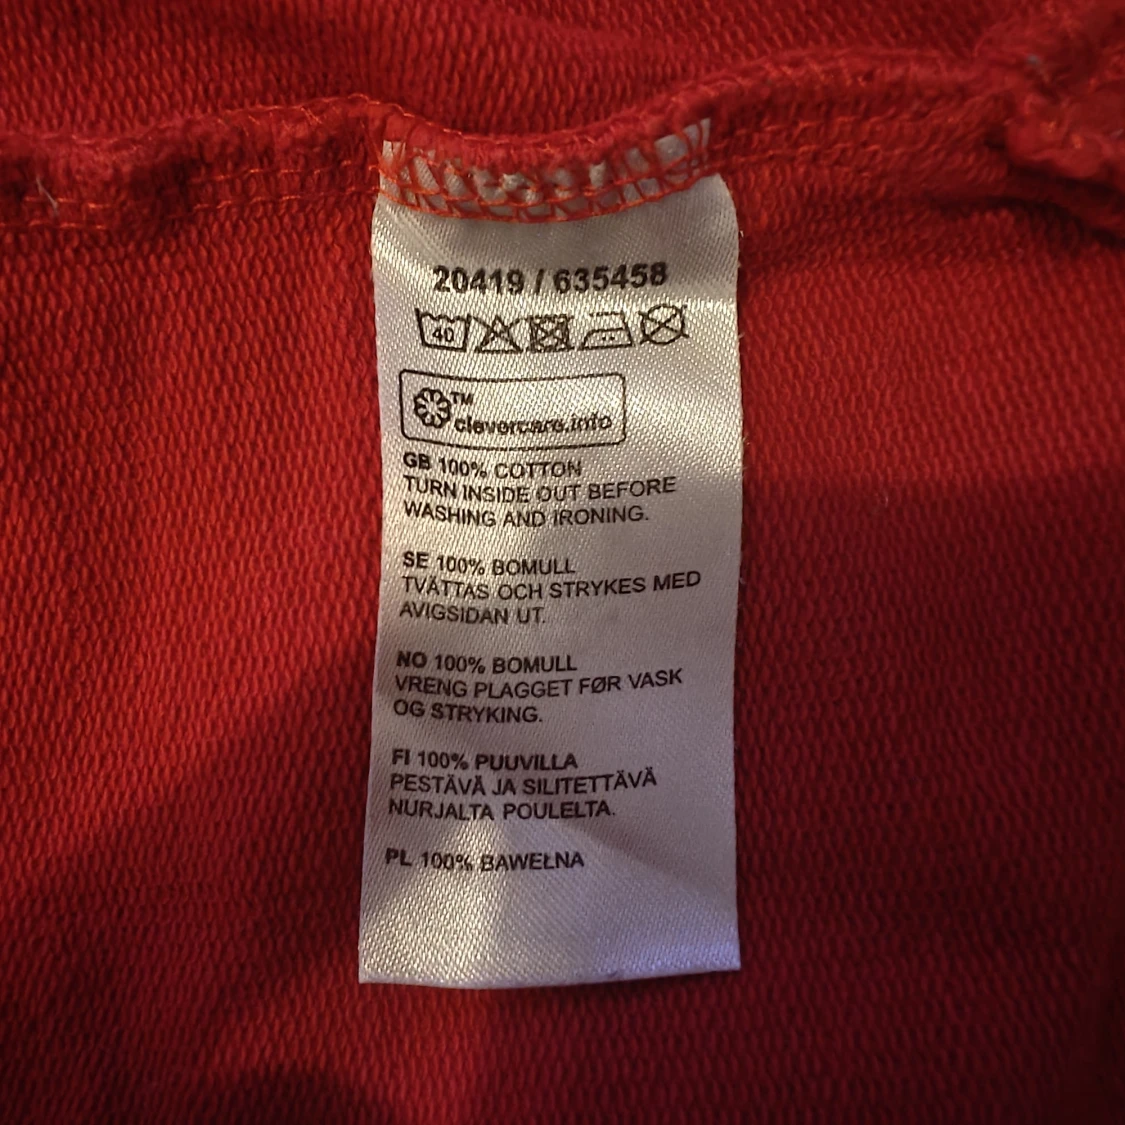 20419 / 635458
40
TM
clevercare.info
GB 100% COTTON
TURN INSIDE OUT BEFORE
WASHING AND IRONING.
SE 100% BOMULL
TVÄTTAS OCH STRYKES MED
AVIGSIDAN UT.
NO 100% BOMULL
VRENG PLAGGET FØR VASK
OG STRYKING.
FI 100% PUUVILLA
PESTÄVÄ JA SILITETTÄVÄ
NURJALTA POULELTA.
PL 100% BAWEŁNA